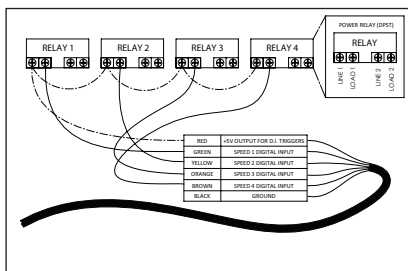 RELAY 1
RELAY 2
RELAY 3
RELAY 4
POWER RELAY (DPST)
RELAY
LINE 1
LOAD 1
LINE 2
LOAD 2
RED +5V OUTPUT FOR D.I. TRIGGERS
GREEN SPEED 1 DIGITAL INPUT
YELLOW SPEED 2 DIGITAL INPUT
ORANGE SPEED 3 DIGITAL INPUT
BROWN SPEED 4 DIGITAL INPUT
BLACK GROUND